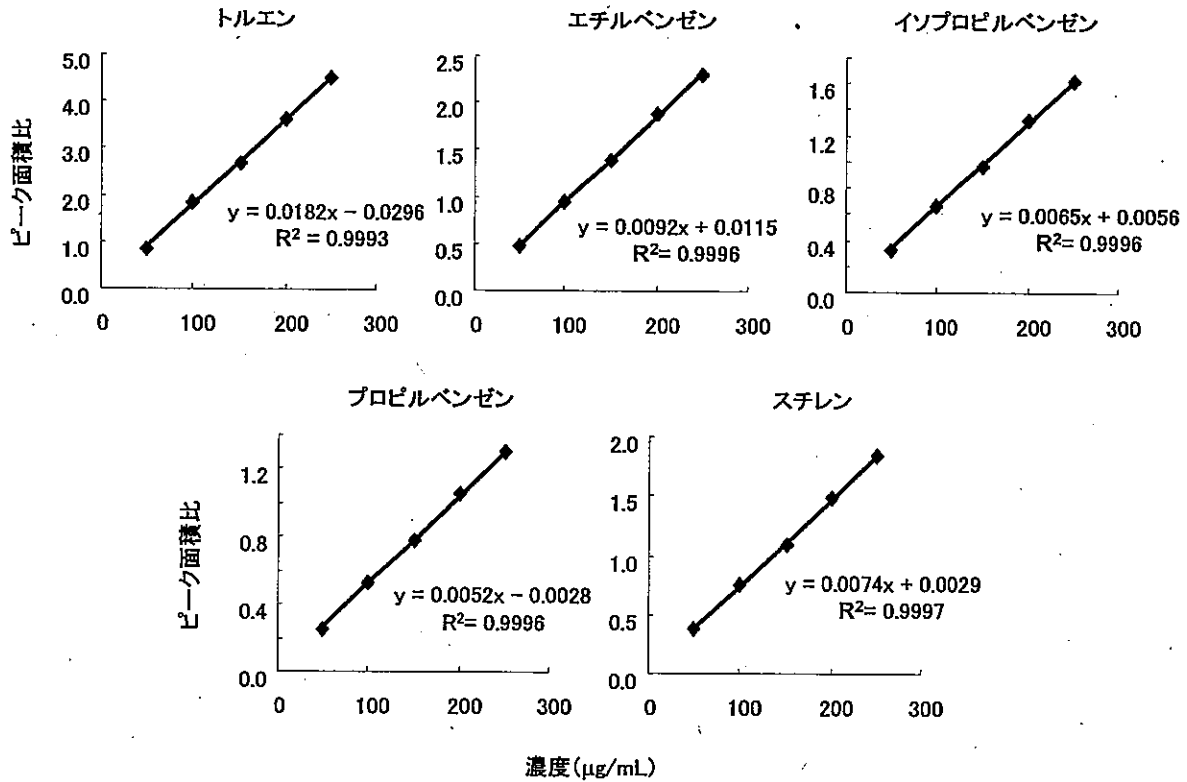 トルエン
エチルベンゼン
イソプロピルベンゼン
ピーク面積比
5.0
4.0
3.0
2.0
1.0
0.0
y = 0.0182x − 0.0296
R² = 0.9993
0 100 200 300
2.5
2.0
1.5
1.0
0.5
0.0
y = 0.0092x + 0.0115
R²= 0.9996
0 100 200 300
1.6
1.2
0.8
0.4
0.0
y = 0.0065x + 0.0056
R²= 0.9996
0 100 200 300
プロピルベンゼン
スチレン
ピーク面積比
1.2
0.8
0.4
0.0
y = 0.0052x − 0.0028
R²= 0.9996
0 100 200 300
2.0
1.5
1.0
0.5
0.0
y = 0.0074x + 0.0029
R²= 0.9997
0 100 200 300
濃度(μg/mL)